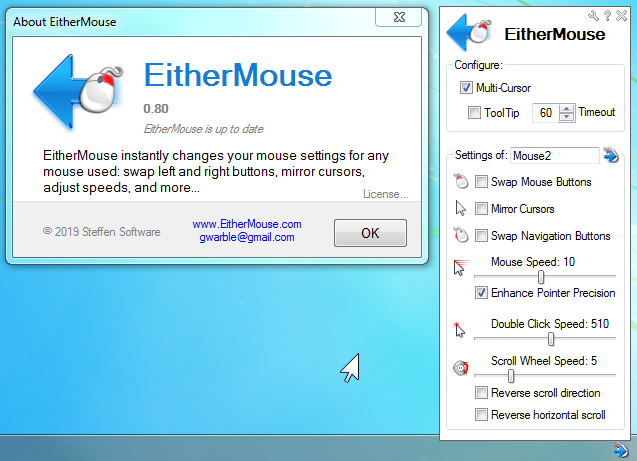 About EitherMouse
EitherMouse
0.80
EitherMouse is up to date
EitherMouse instantly changes your mouse settings for any
mouse used: swap left and right buttons, mirror cursors,
adjust speeds, and more...
License...
© 2019 Steffen Software
www.EitherMouse.com
gwarble@gmail.com
OK
?
EitherMouse
Configure:
Multi-Cursor
ToolTip
60
Timeout
Settings of:
Mouse2
Swap Mouse Buttons
Mirror Cursors
Swap Navigation Buttons
Mouse Speed: 10
Enhance Pointer Precision
Double Click Speed: 510
Scroll Wheel Speed: 5
Reverse scroll direction
Reverse horizontal scroll